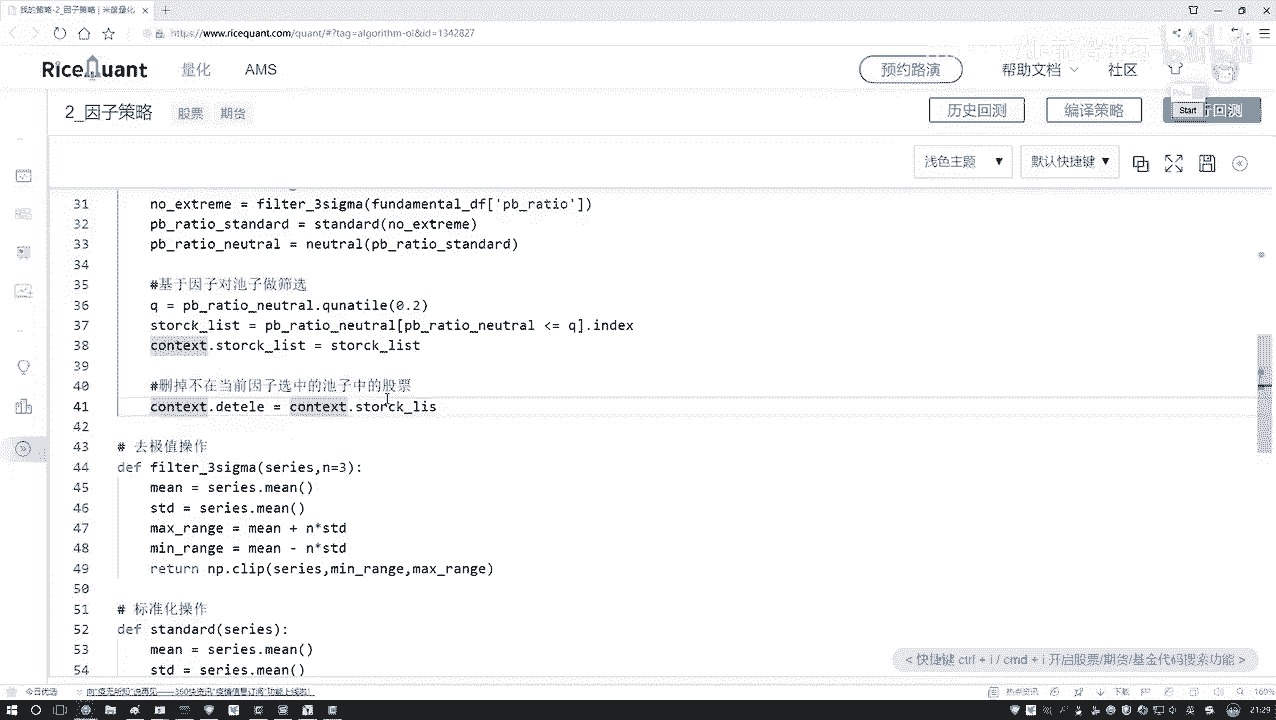 我的策略-2_因子策略 | 米筐量化
https://www.ricequant.com/quant/#?tag=algorithm-oi&id=1342827
RiceQuant 量化 AMS 预约路演 帮助文档 社区
2_因子策略 股票 期货 历史回测 编译策略 Start 回测
浅色主题 默认快捷键
31 no_extreme = filter_3sigma(fundamental_df['pb_ratio'])
32 pb_ratio_standard = standard(no_extreme)
33 pb_ratio_neutral = neutral(pb_ratio_standard)
34
35 #基于因子对池子做筛选
36 q = pb_ratio_neutral.qunatile(0.2)
37 storck_list = pb_ratio_neutral[pb_ratio_neutral <= q].index
38 context.storck_list = storck_list
39
40 #删掉不在当前因子选中的池子中的股票
41 context.detele = context.storck_lis
42
43 # 去极值操作
44 def filter_3sigma(series,n=3):
45 mean = series.mean()
46 std = series.mean()
47 max_range = mean + n*std
48 min_range = mean - n*std
49 return np.clip(series,min_range,max_range)
50
51 # 标准化操作
52 def standard(series):
53 mean = series.mean()
54 std = series.mean()
<快捷键 ctrl + i / cmd + i 开启股票/期货/基金代码搜索功能 >
今日优选
热点资讯 下载 100%
21:29